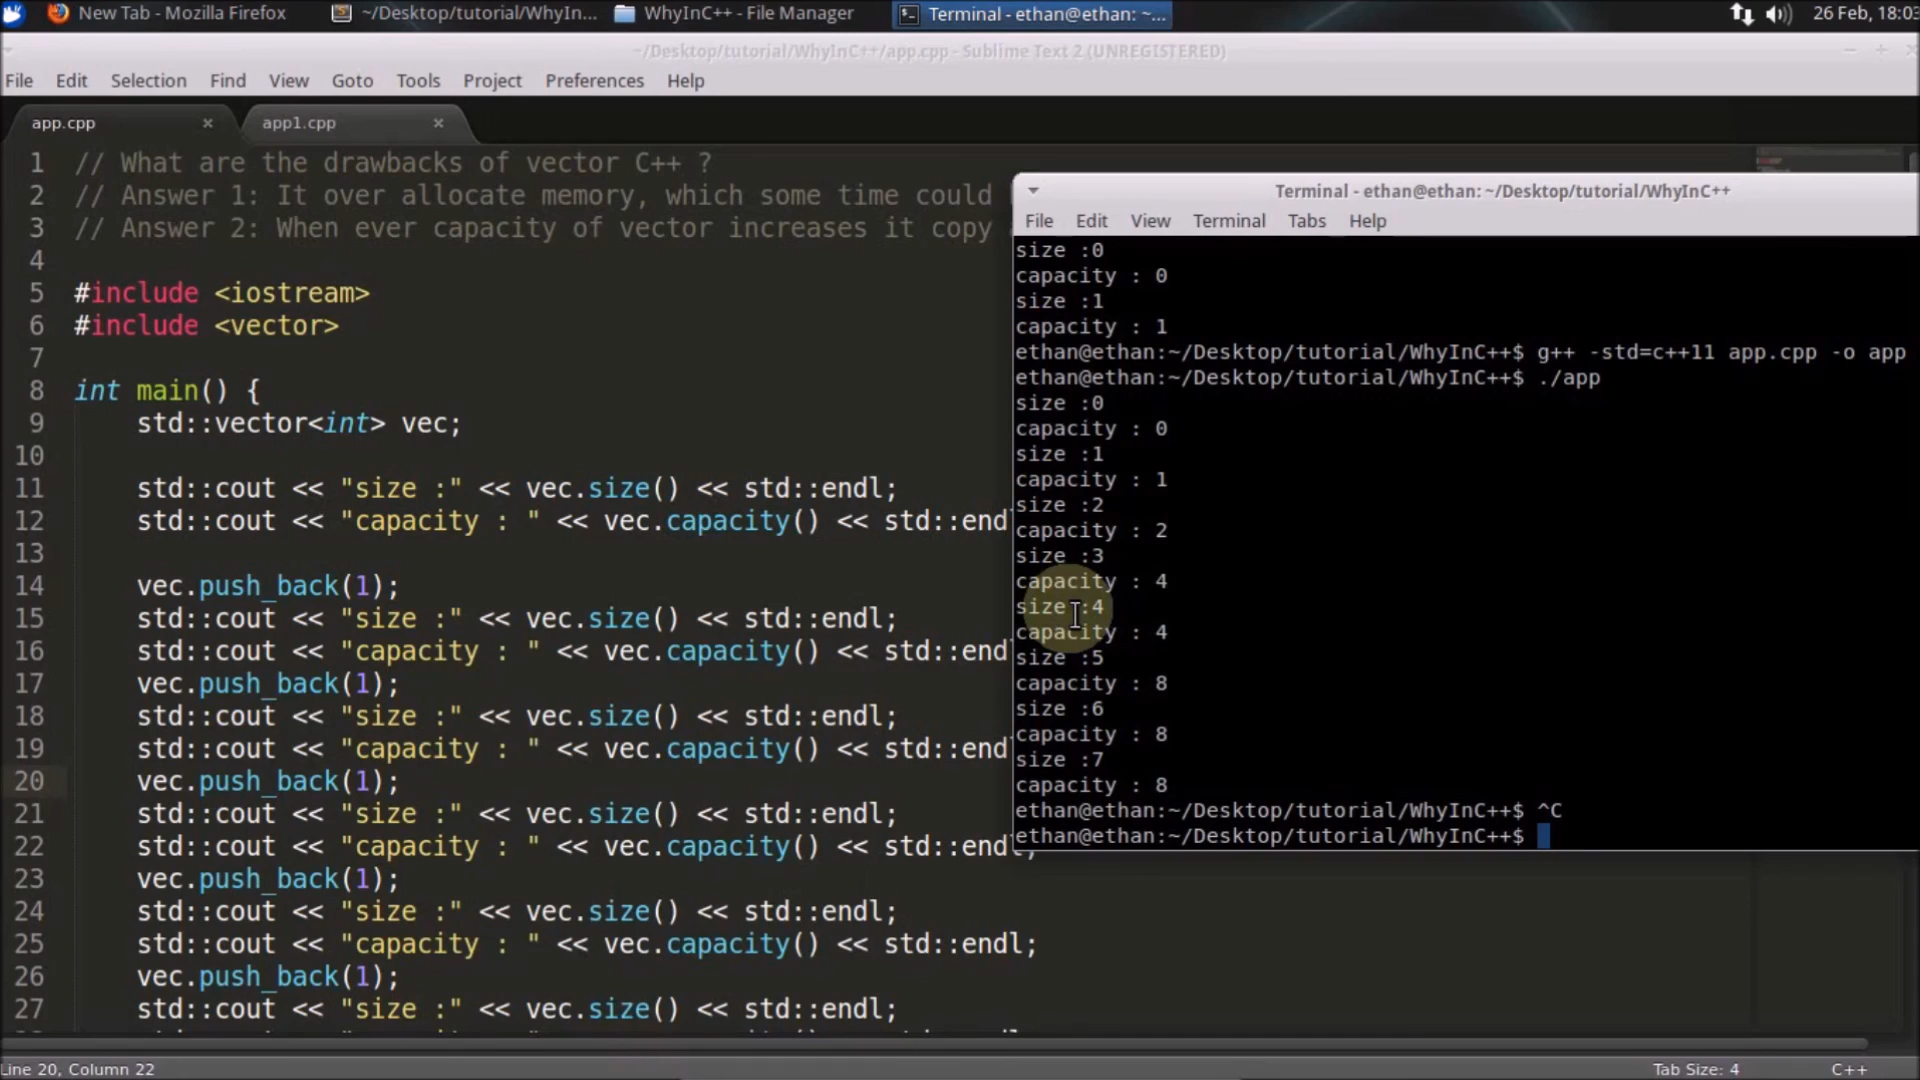 New Tab - Mozilla Firefox
~/Desktop/tutorial/WhyIn...
WhyInC++ - File Manager
Terminal - ethan@ethan: ~...
26 Feb, 18:03
~/Desktop/tutorial/WhyInC++/app.cpp - Sublime Text 2 (UNREGISTERED)
File Edit Selection Find View Goto Tools Project Preferences Help
app.cpp
app1.cpp
1 // What are the drawbacks of vector C++ ?
2 // Answer 1: It over allocate memory, which some time could
3 // Answer 2: When ever capacity of vector increases it copy
4
5 #include <iostream>
6 #include <vector>
7
8 int main() {
9 std::vector<int> vec;
10
11 std::cout << "size :" << vec.size() << std::endl;
12 std::cout << "capacity : " << vec.capacity() << std::end
13
14 vec.push_back(1);
15 std::cout << "size :" << vec.size() << std::endl;
16 std::cout << "capacity : " << vec.capacity() << std::end
17 vec.push_back(1);
18 std::cout << "size :" << vec.size() << std::endl;
19 std::cout << "capacity : " << vec.capacity() << std::end
20 vec.push_back(1);
21 std::cout << "size :" << vec.size() << std::endl;
22 std::cout << "capacity : " << vec.capacity() << std::endl;
23 vec.push_back(1);
24 std::cout << "size :" << vec.size() << std::endl;
25 std::cout << "capacity : " << vec.capacity() << std::endl;
26 vec.push_back(1);
27 std::cout << "size :" << vec.size() << std::endl;
Terminal - ethan@ethan: ~/Desktop/tutorial/WhyInC++
File Edit View Terminal Tabs Help
size :0
capacity : 0
size :1
capacity : 1
ethan@ethan:~/Desktop/tutorial/WhyInC++$ g++ -std=c++11 app.cpp -o app
ethan@ethan:~/Desktop/tutorial/WhyInC++$ ./app
size :0
capacity : 0
size :1
capacity : 1
size :2
capacity : 2
size :3
capacity : 4
size :4
capacity : 4
size :5
capacity : 8
size :6
capacity : 8
size :7
capacity : 8
ethan@ethan:~/Desktop/tutorial/WhyInC++$ ^C
ethan@ethan:~/Desktop/tutorial/WhyInC++$
Line 20, Column 22
Tab Size: 4
C++